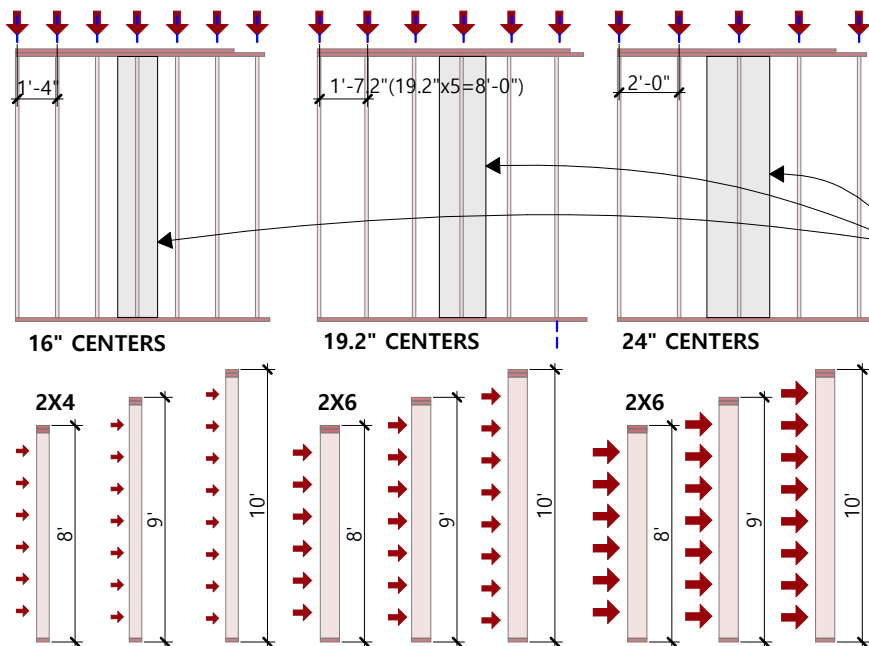 1'-4"
1'-7.2"(19.2"x5=8'-0")
2'-0"
16" CENTERS
19.2" CENTERS
24" CENTERS
2X4
8'
9'
10'
2X6
8'
9'
10'
2X6
8'
9'
10'